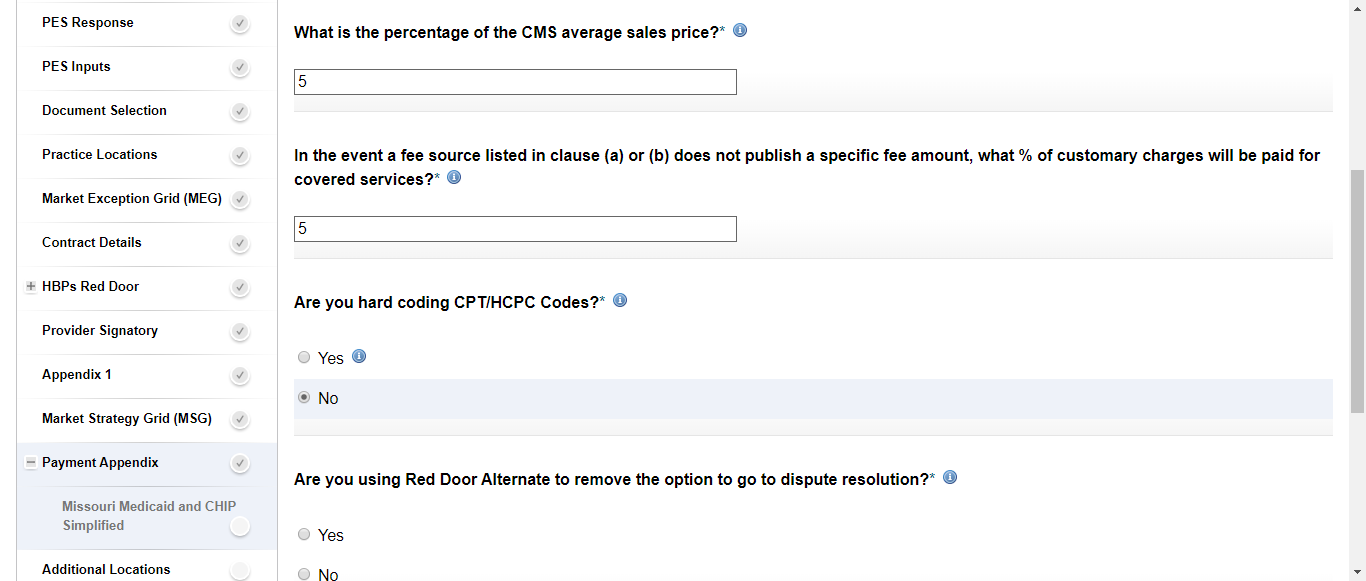 PES Response
PES Inputs
Document Selection
Practice Locations
Market Exception Grid (MEG)
Contract Details
HBPs Red Door
Provider Signatory
Appendix 1
Market Strategy Grid (MSG)
Payment Appendix
Missouri Medicaid and CHIP
Simplified
Additional Locations
What is the percentage of the CMS average sales price?*
5
In the event a fee source listed in clause (a) or (b) does not publish a specific fee amount, what % of customary charges will be paid for
covered services?*
5
Are you hard coding CPT/HCPC Codes?*
Yes
No
Are you using Red Door Alternate to remove the option to go to dispute resolution?*
Yes
No